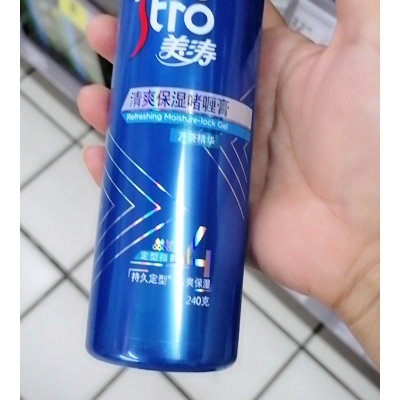 stro
美涛
清爽保湿啫喱膏
Refreshing Moisture-lock Gel
定型指数
「持久定型
爽保湿
240克